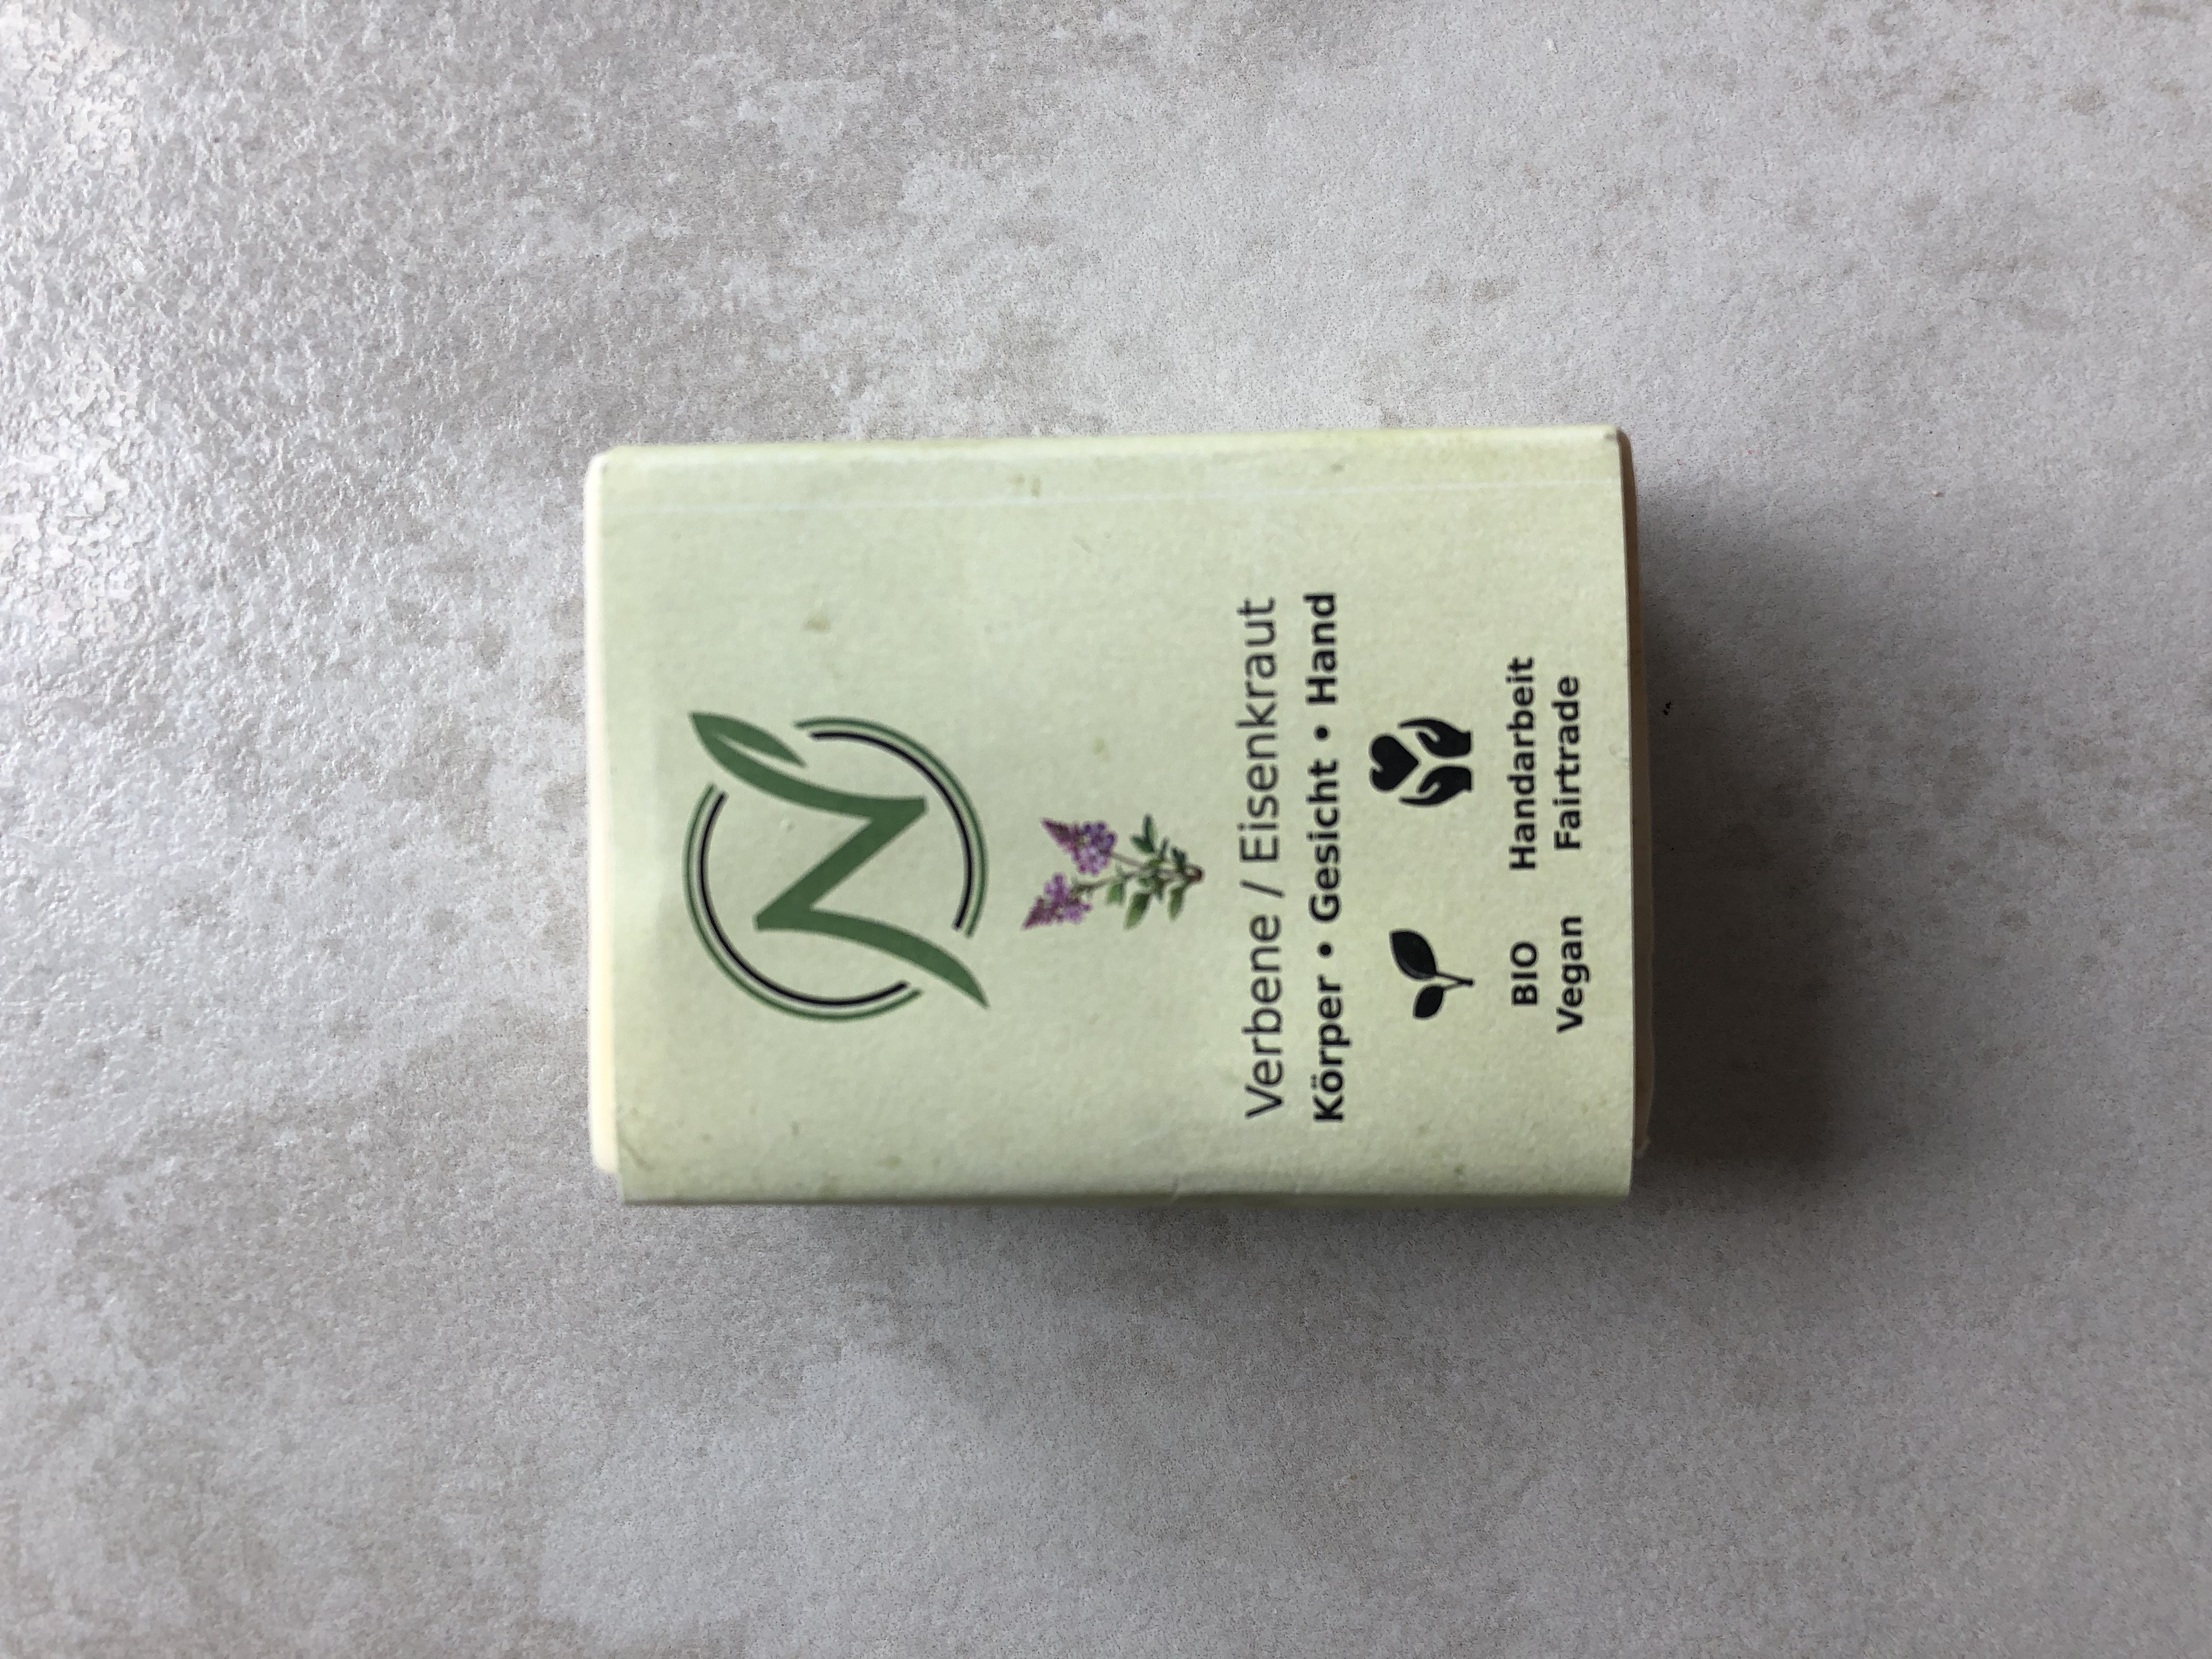 N
Verbene / Eisenkraut
Körper • Gesicht • Hand
BIO Handarbeit
Vegan Fairtrade